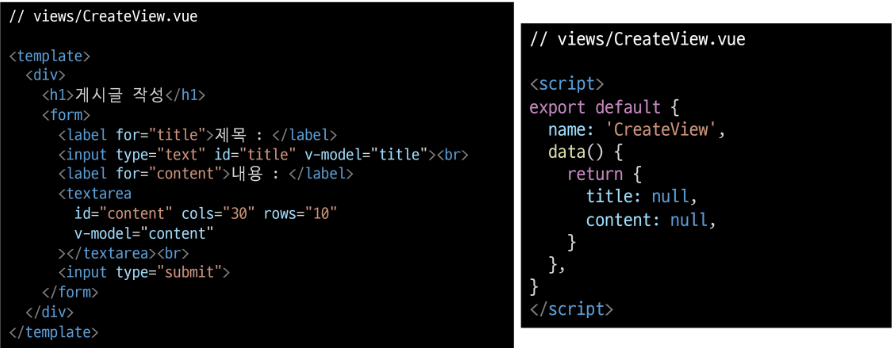 // views/CreateView.vue
<template>
  <div>
    <h1>게시글 작성</h1>
    <form>
      <label for="title">제목 : </label>
      <input type="text" id="title" v-model="title"><br>
      <label for="content">내용 : </label>
      <textarea
        id="content" cols="30" rows="10"
        v-model="content"
      ></textarea><br>
      <input type="submit">
    </form>
  </div>
</template>
// views/CreateView.vue
<script>
export default {
  name: 'CreateView',
  data() {
    return {
      title: null,
      content: null,
    }
  },
}
</script>